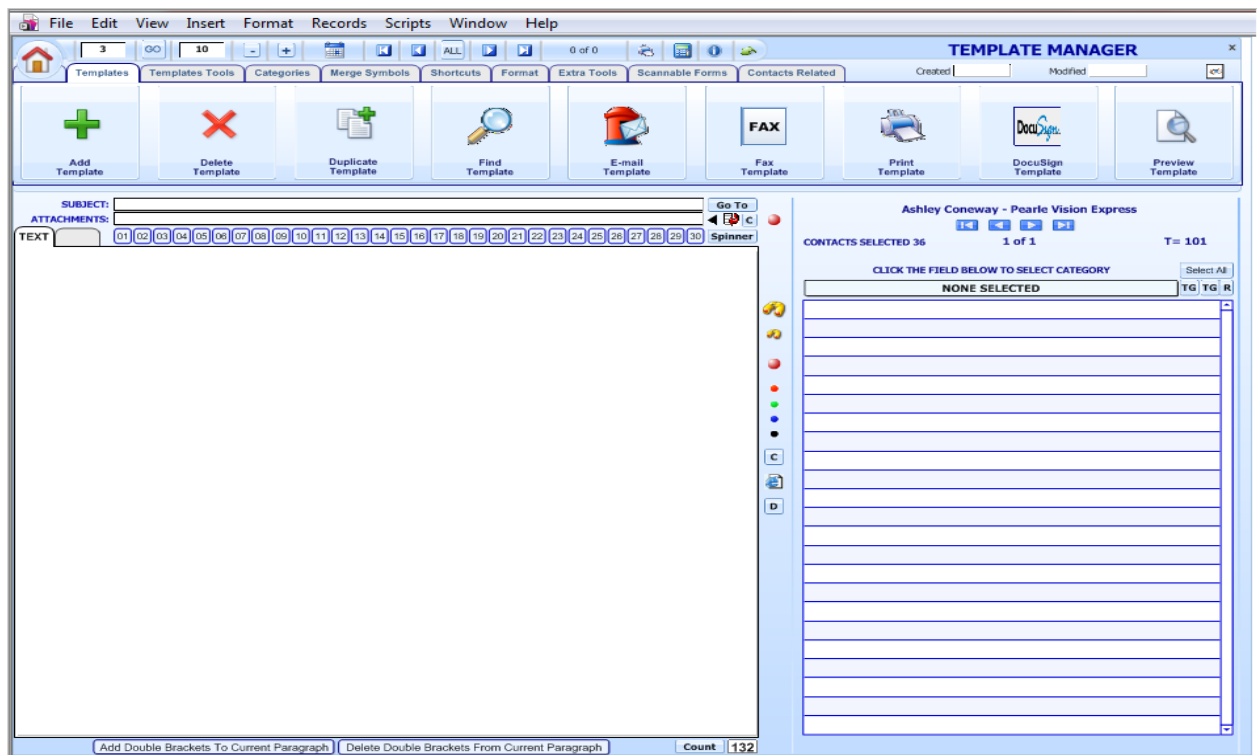 File Edit View Insert Format Records Scripts Window Help
3 GO 10 - + ALL 0 of 0 TEMPLATE MANAGER ×
Templates Templates Tools Categories Merge Symbols Shortcuts Format Extra Tools Scannable Forms Contacts Related Created Modified
FAX DocuSign.
Add Template
Delete Template
Duplicate Template
Find Template
E-mail Template
Fax Template
Print Template
DocuSign Template
Preview Template
SUBJECT: Go To
ATTACHMENTS: C
TEXT 01 02 03 04 05 06 07 08 09 10 11 12 13 14 15 16 17 18 19 20 21 22 23 24 25 26 27 28 29 30 Spinner
C
D
Add Double Brackets To Current Paragraph Delete Double Brackets From Current Paragraph Count 132
Ashley Coneway - Pearle Vision Express
CONTACTS SELECTED 36 1 of 1 T= 101
CLICK THE FIELD BELOW TO SELECT CATEGORY Select All
NONE SELECTED TG TG R